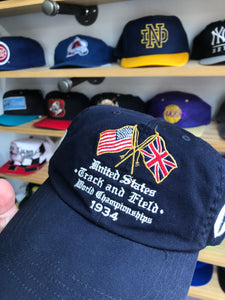 United States
• Track and Field •
World Championships
1934